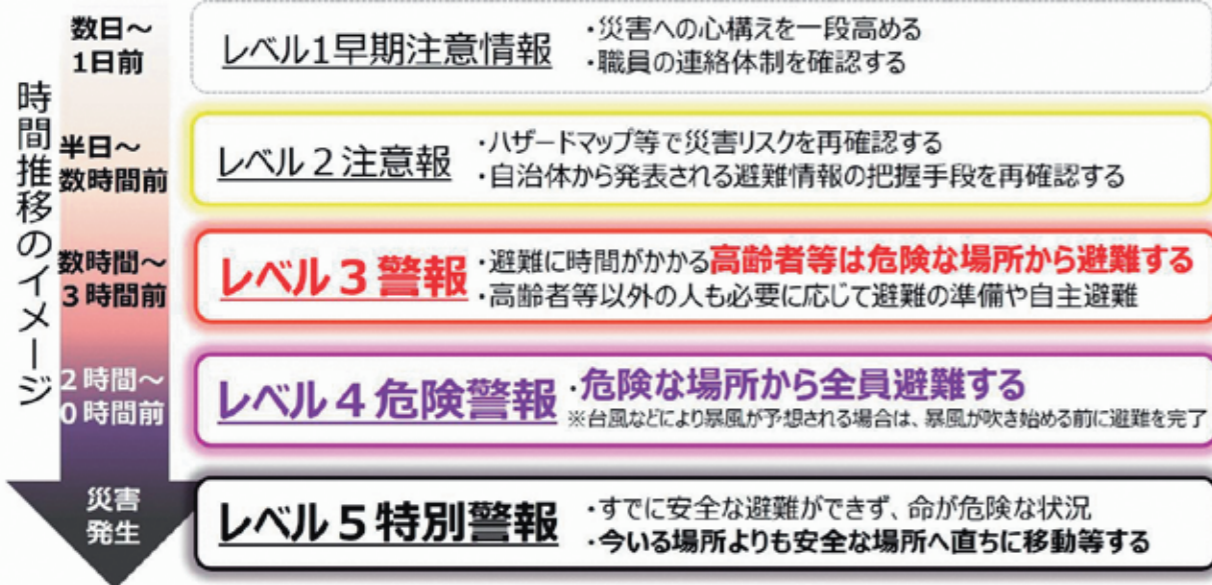 時間推移のイメージ
数日～
1日前
レベル1早期注意情報
・災害への心構えを一段高める
・職員の連絡体制を確認する
半日～
数時間前
レベル２注意報
・ハザードマップ等で災害リスクを再確認する
・自治体から発表される避難情報の把握手段を再確認する
数時間～
３時間前
レベル３警報
・避難に時間がかかる高齢者等は危険な場所から避難する
・高齢者等以外の人も必要に応じて避難の準備や自主避難
２時間～
０時間前
レベル４危険警報
・危険な場所から全員避難する
※台風などにより暴風が予想される場合は、暴風が吹き始める前に避難を完了
災害
発生
レベル５特別警報
・すでに安全な避難ができず、命が危険な状況
・今いる場所よりも安全な場所へ直ちに移動等する